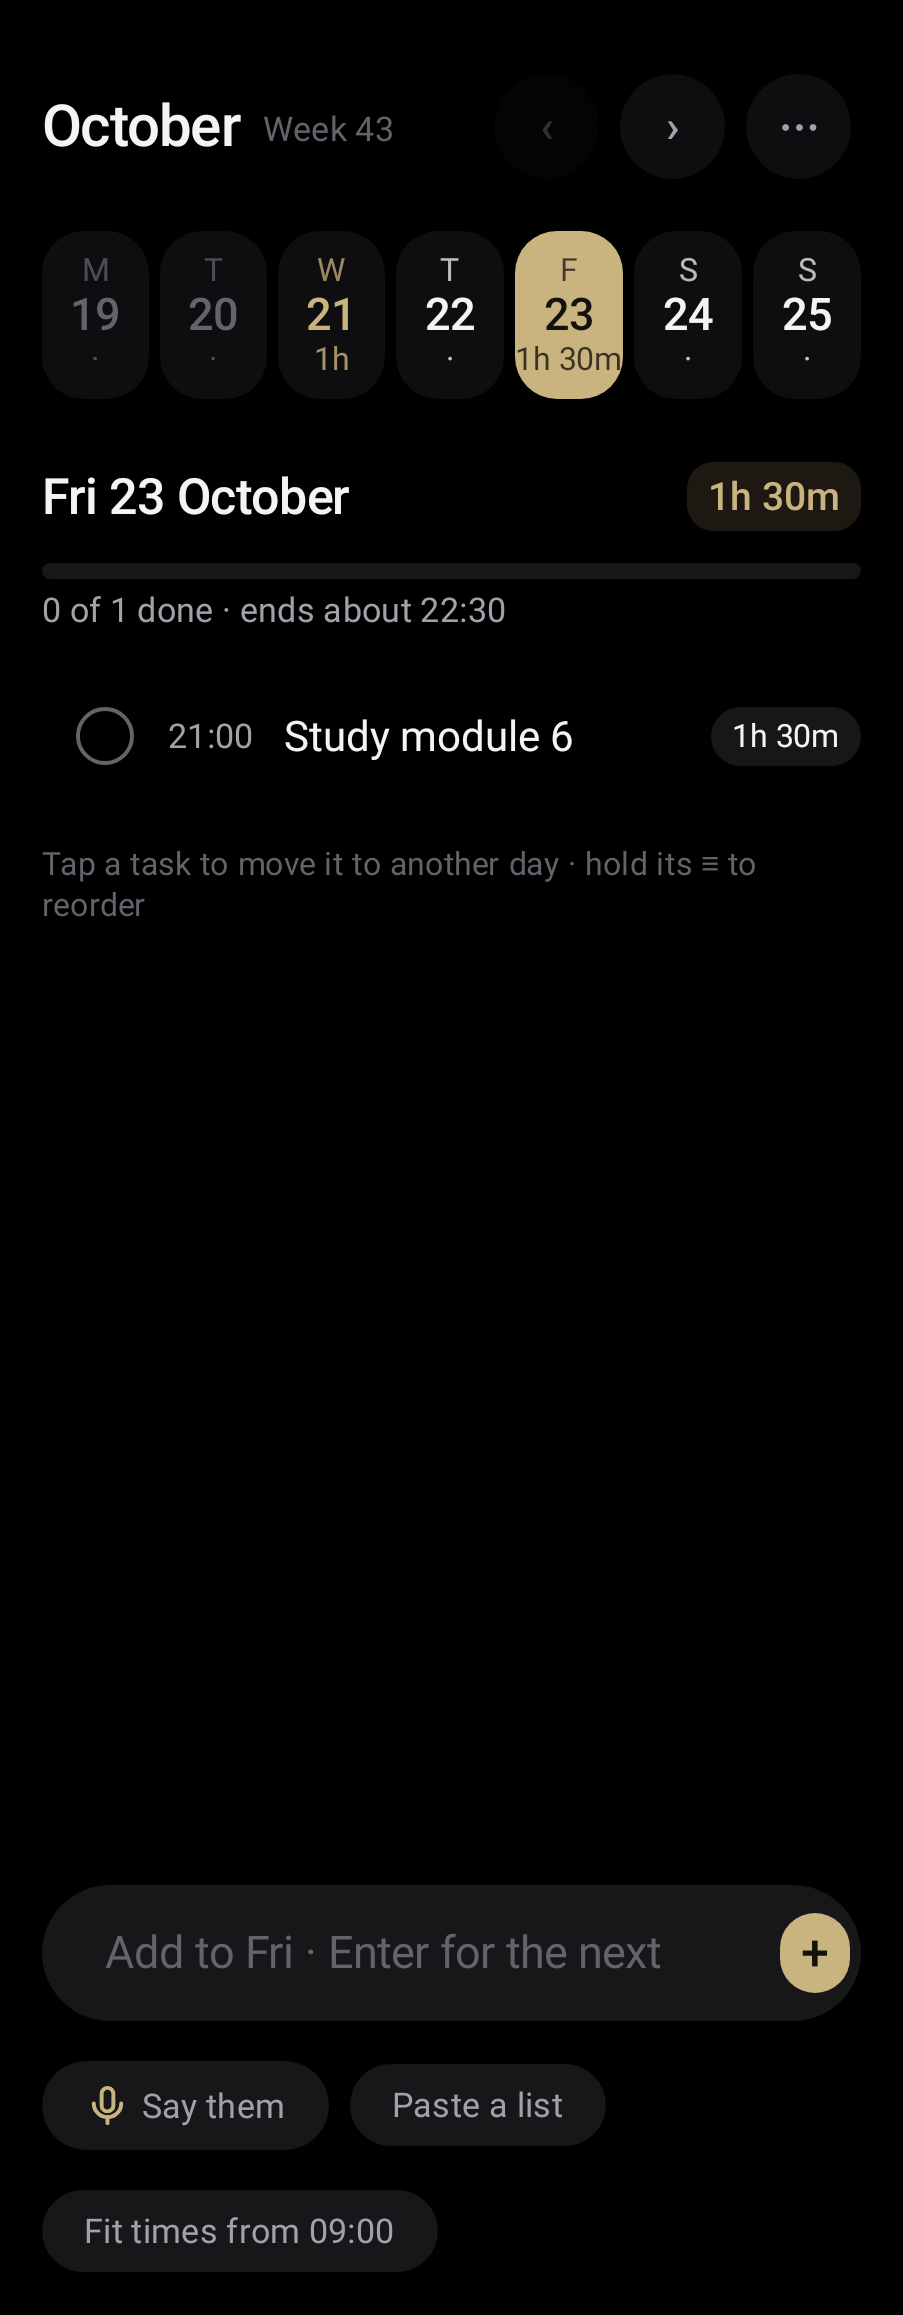 October Week 43 ‹ › ···
M T W T F S S
19 20 21 22 23 24 25
· · 1h · 1h 30m · ·
Fri 23 October 1h 30m
0 of 1 done · ends about 22:30
21:00 Study module 6 1h 30m
Tap a task to move it to another day · hold its ≡ to
reorder
Add to Fri · Enter for the next +
Say them Paste a list
Fit times from 09:00